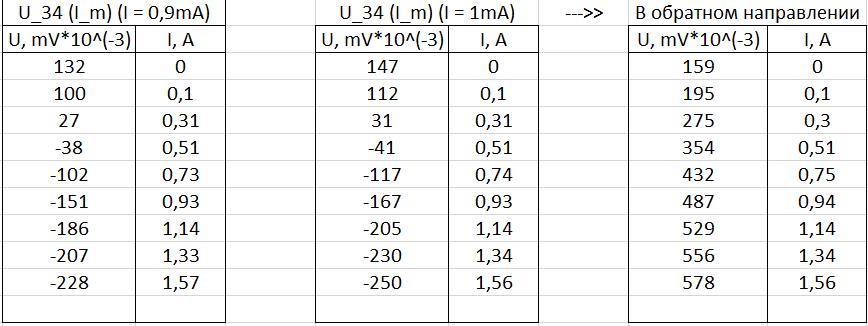 U_34 (I_m) (I = 0,9mA) U_34 (I_m) (I = 1mA) --->> В обратном направлении
U, mV*10^(-3) I, A U, mV*10^(-3) I, A U, mV*10^(-3) I, A
132 0 147 0 159 0
100 0,1 112 0,1 195 0,1
27 0,31 31 0,31 275 0,3
-38 0,51 -41 0,51 354 0,51
-102 0,73 -117 0,74 432 0,75
-151 0,93 -167 0,93 487 0,94
-186 1,14 -205 1,14 529 1,14
-207 1,33 -230 1,34 556 1,34
-228 1,57 -250 1,56 578 1,56